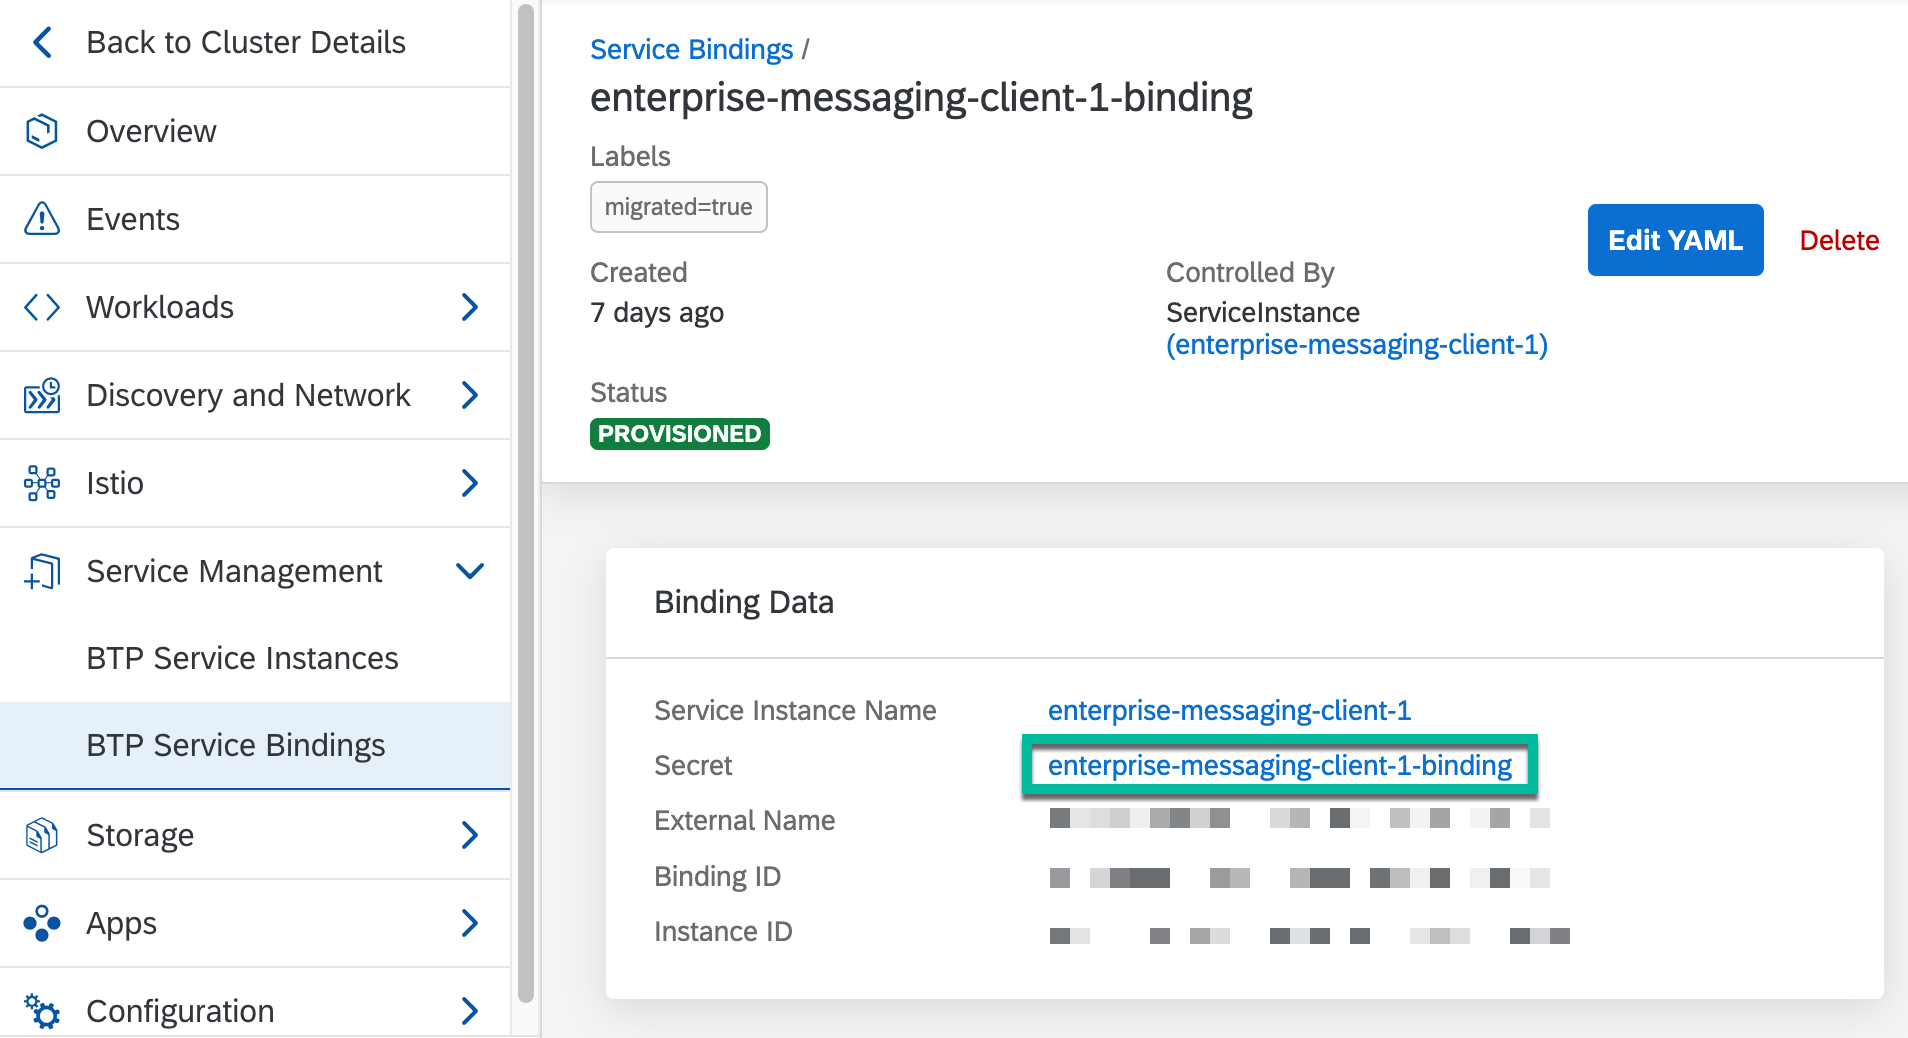 Back to Cluster Details
Overview
Events
Workloads
Discovery and Network
Istio
Service Management
BTP Service Instances
BTP Service Bindings
Storage
Apps
Configuration
Service Bindings /
enterprise-messaging-client-1-binding
Labels
migrated=true
Edit YAML
Delete
Created
7 days ago
Controlled By
ServiceInstance
(enterprise-messaging-client-1)
Status
PROVISIONED
Binding Data
Service Instance Name enterprise-messaging-client-1
Secret enterprise-messaging-client-1-binding
External Name
Binding ID
Instance ID